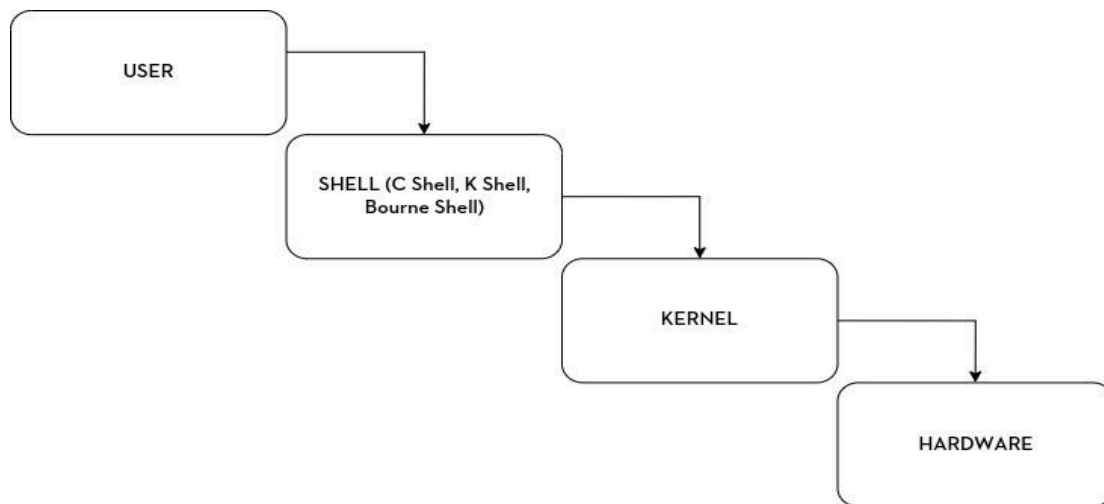 USER
SHELL (C Shell, K Shell,
Bourne Shell)
KERNEL
HARDWARE